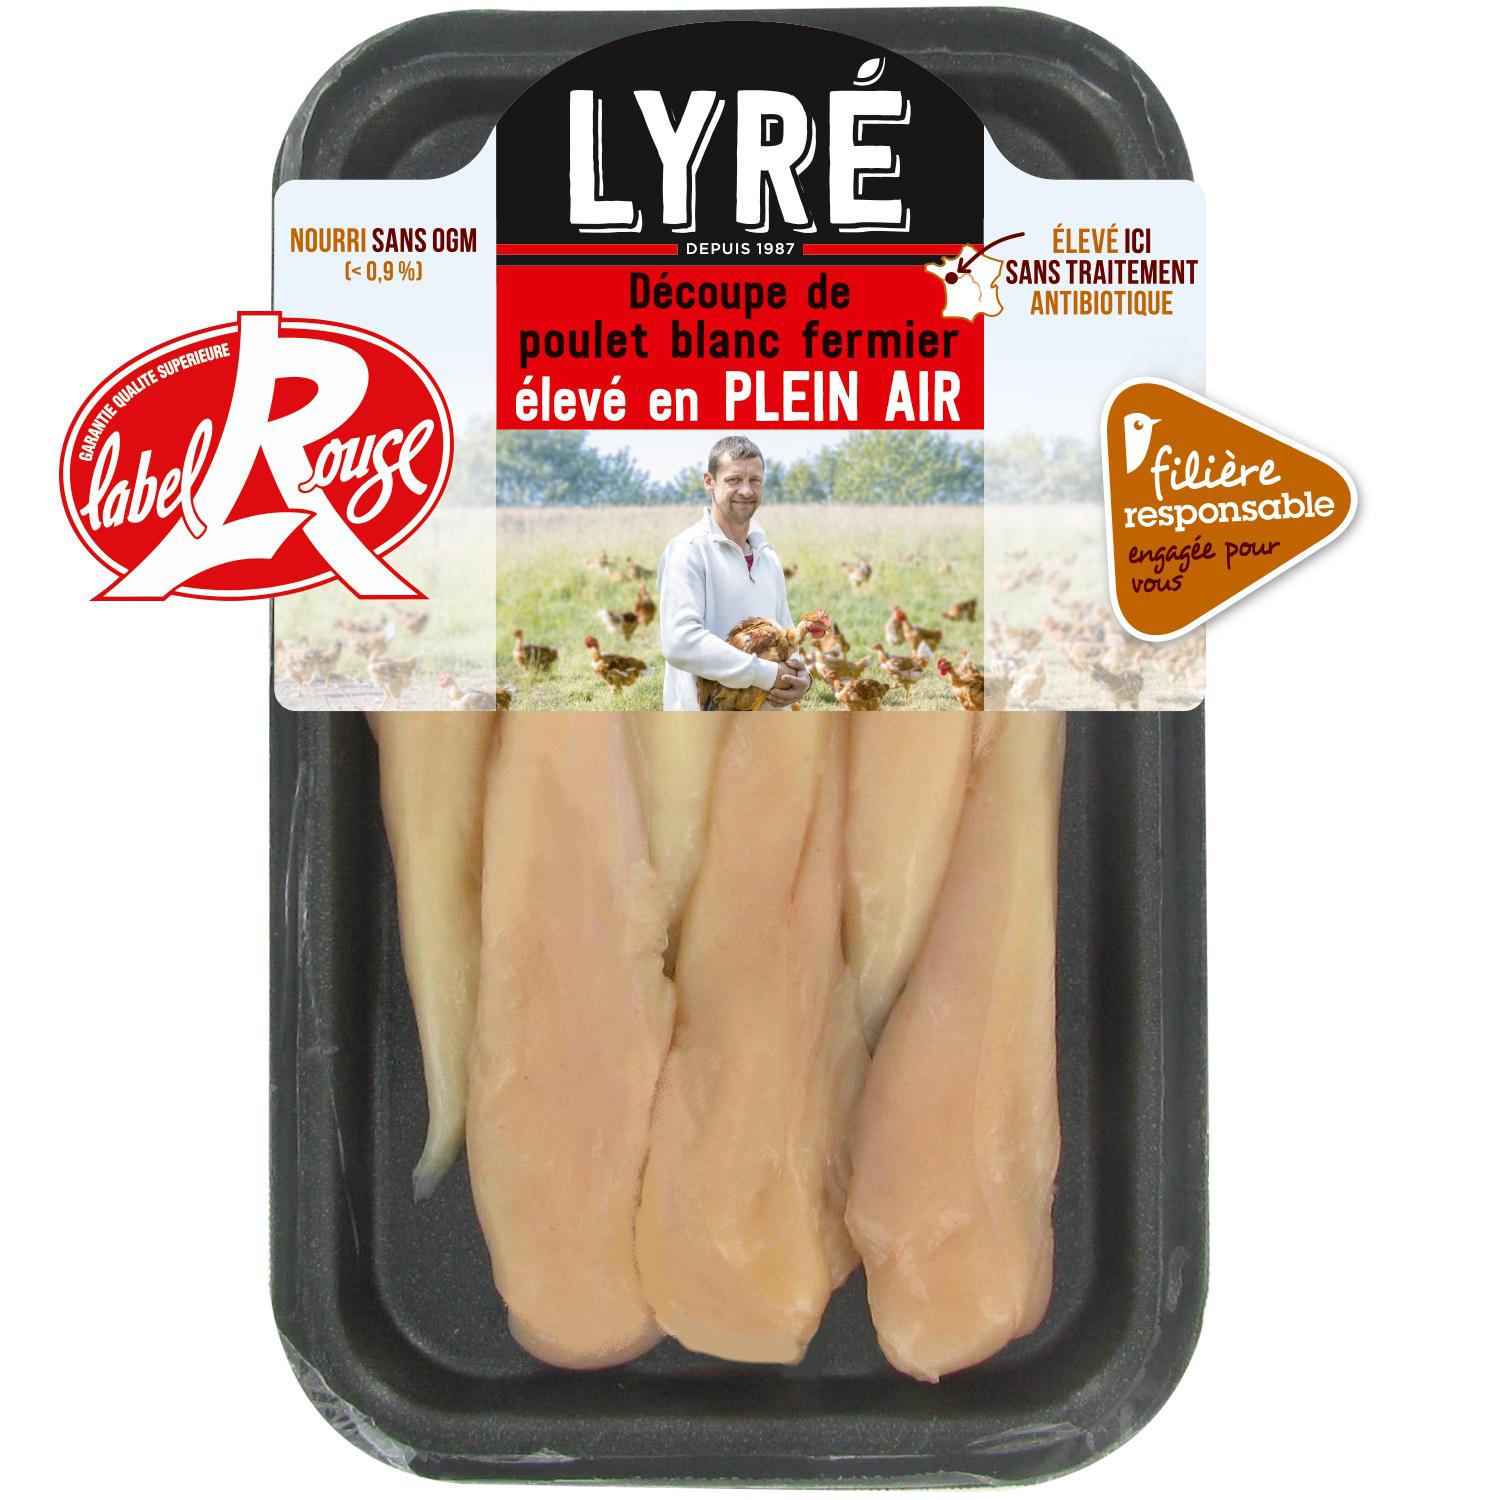 LYRÉ
DEPUIS 1987
NOURRI SANS OGM
(< 0,9 %)
ÉLEVÉ ICI
SANS TRAITEMENT
ANTIBIOTIQUE
Découpe de
poulet blanc fermier
élevé en PLEIN AIR
GARANTIE QUALITE SUPERIEURE
label Rouge
filière
responsable
engagée pour
vous